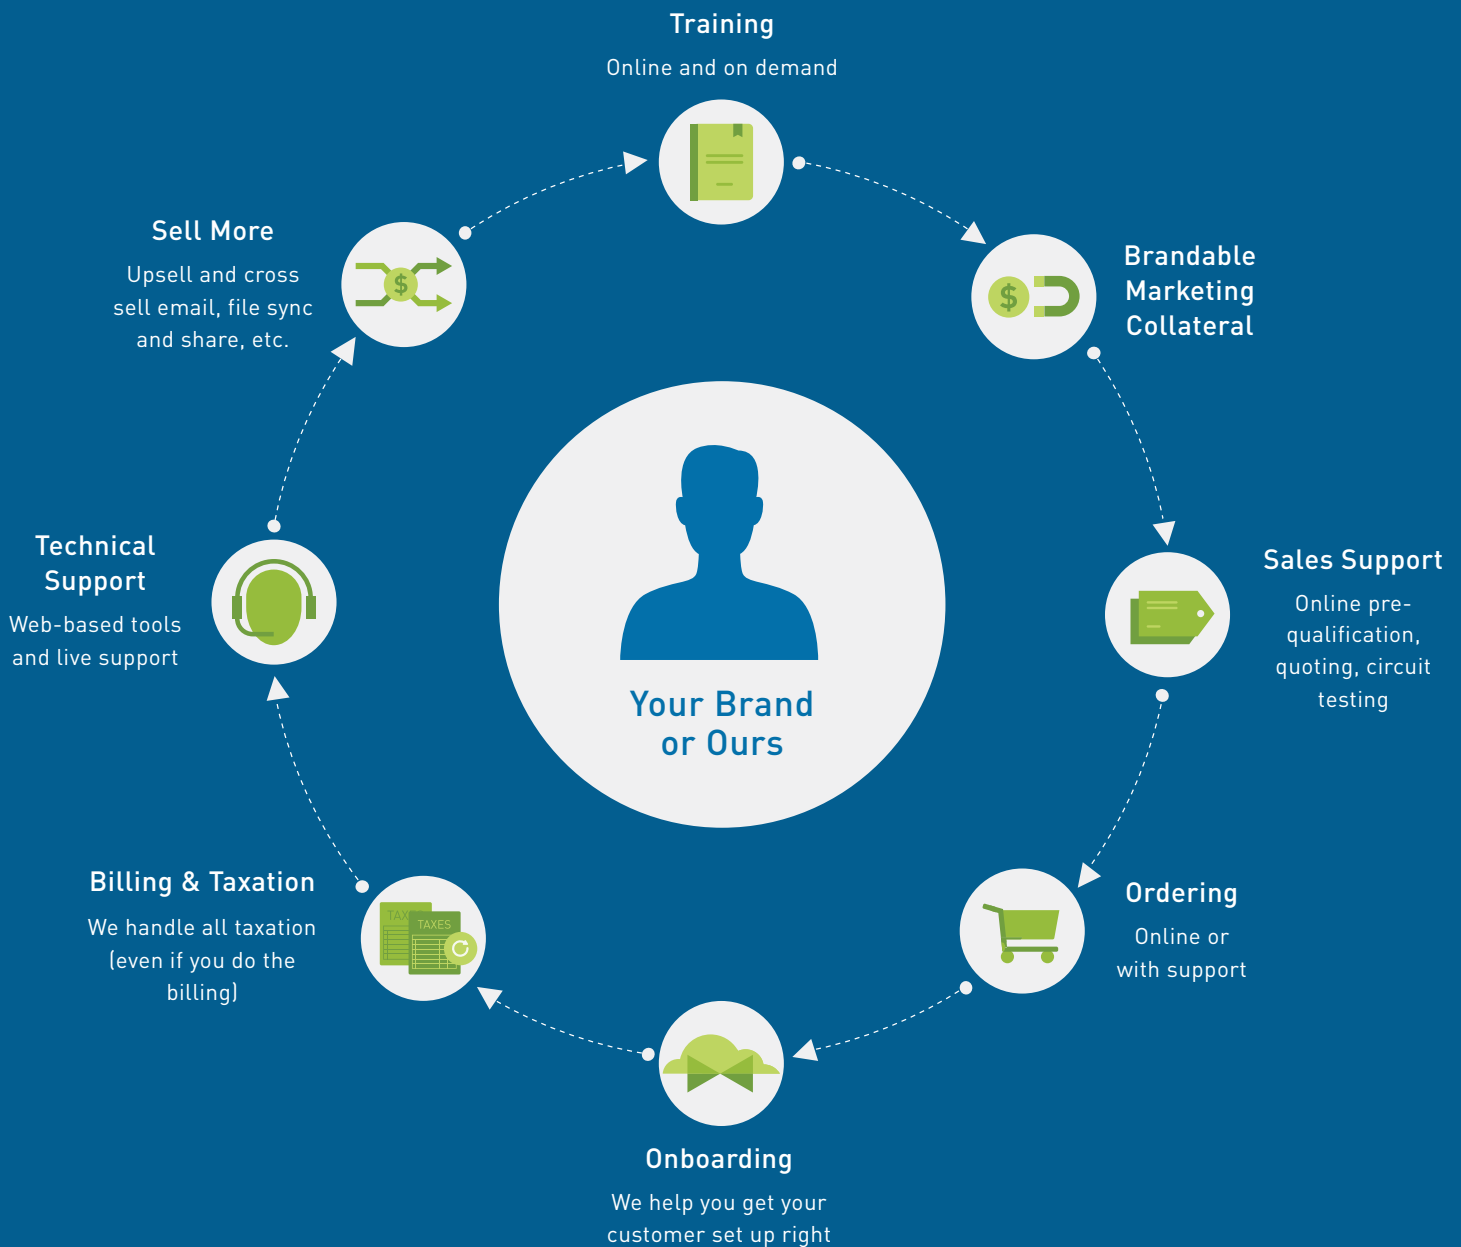 Training
Online and on demand
Brandable
Marketing
Collateral
Sales Support
Online pre-
qualification,
quoting, circuit
testing
Ordering
Online or
with support
Onboarding
We help you get your
customer set up right
Billing & Taxation
We handle all taxation
(even if you do the
billing)
TAXES
Technical
Support
Web-based tools
and live support
Sell More
Upsell and cross
sell email, file sync
and share, etc.
$
$
Your Brand
or Ours